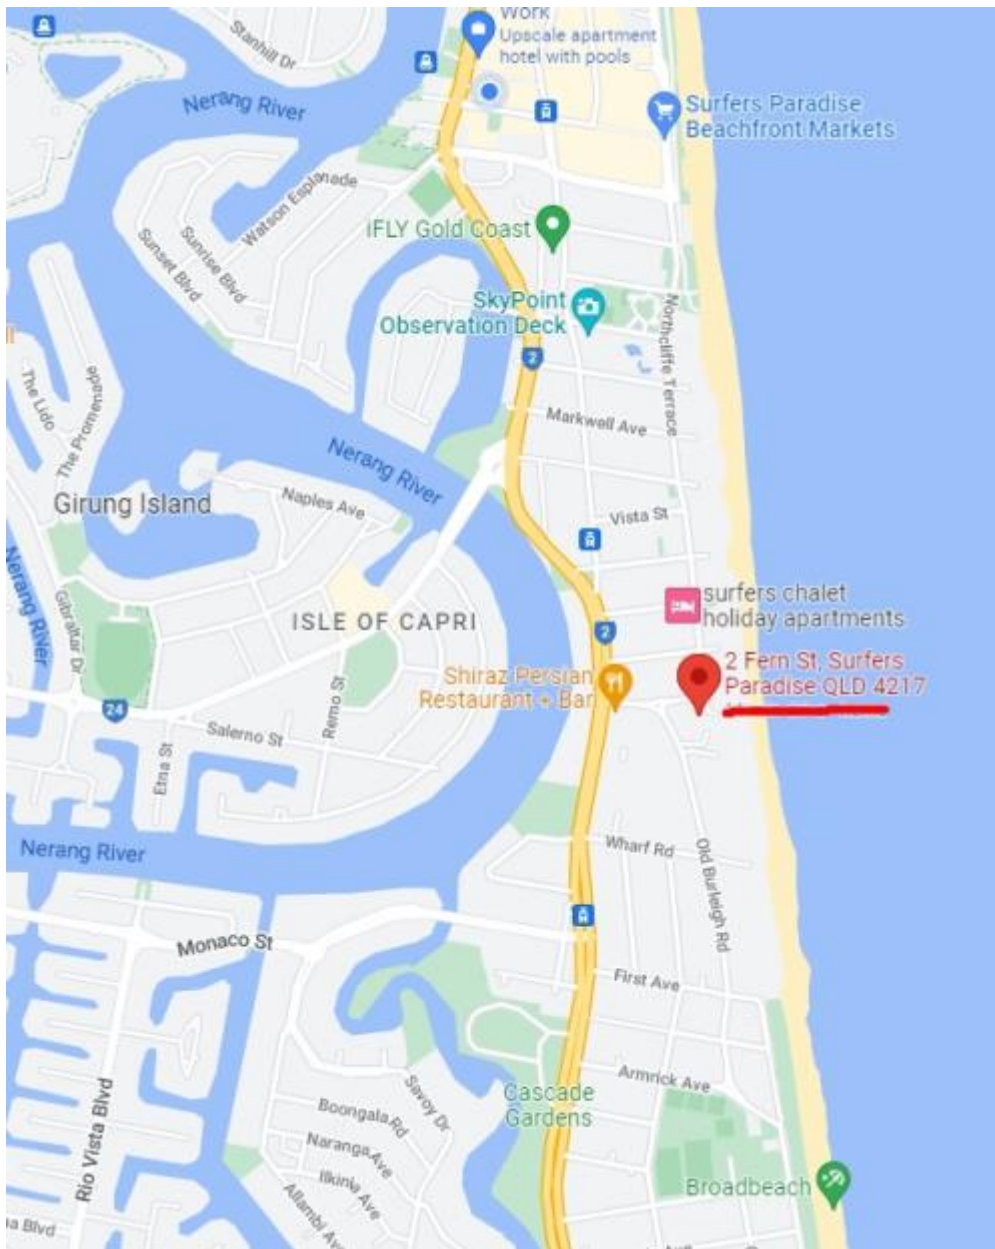 Work
Upscale apartment
hotel with pools
Stanhill Dr
Nerang River
Surfers Paradise
Beachfront Markets
Watson Esplanade
Sunrise Blvd
Sunset Blvd
iFLY Gold Coast
SkyPoint
Observation Deck
Northcliffe Terrace
2
The Lido
The Promenade
Markwell Ave
Nerang River
Girung Island
Naples Ave
Vista St
Nerang River
Gibraltar Dr
ISLE OF CAPRI
surfers chalet
holiday apartments
2
Shiraz Persian
Restaurant + Bar
2 Fern St, Surfers
Paradise QLD 4217
24
Remo St
Salerno St
Etna St
Nerang River
Wharf Rd
Old Burleigh Rd
Monaco St
First Ave
Armrick Ave
Cascade
Gardens
Savoy Dr
Boongala Rd
Naranga Ave
Ilkinia Ave
Allambi Ave
Rio Vista Blvd
Broadbeach
a Blvd